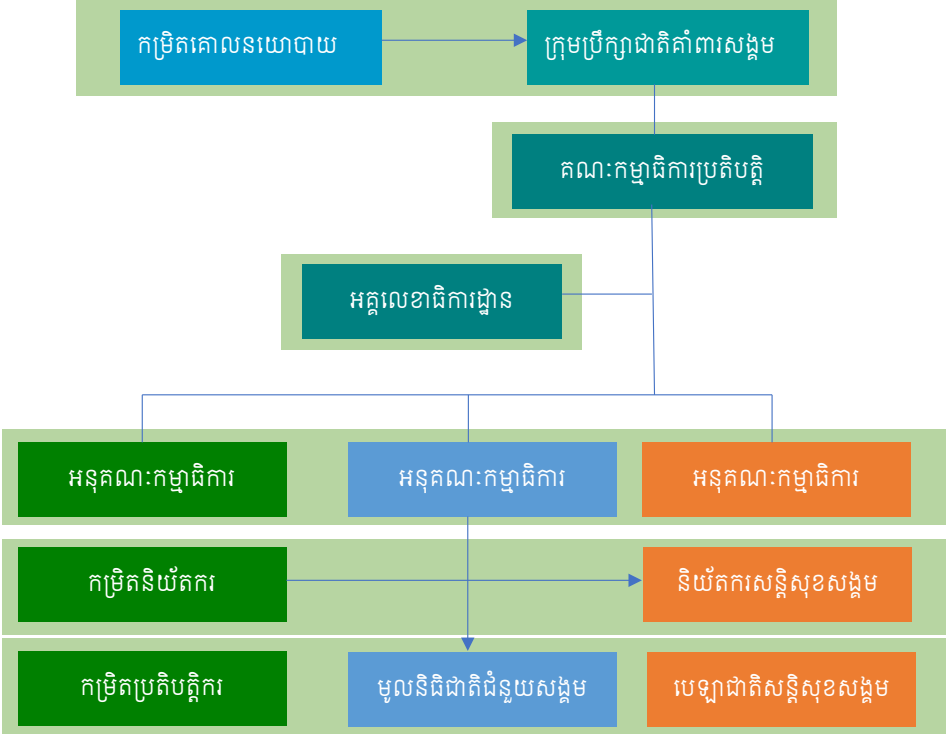 កម្រិតគោលនយោបាយ
ក្រុមប្រឹក្សាជាតិគាំពារសង្គម
គណៈកម្មាធិការប្រតិបត្តិ
អគ្គលេខាធិការដ្ឋាន
អនុគណៈកម្មាធិការ
អនុគណៈកម្មាធិការ
អនុគណៈកម្មាធិការ
កម្រិតនិយ័តករ
និយ័តករសន្តិសុខសង្គម
កម្រិតប្រតិបត្តិករ
មូលនិធិជាតិជំនួយសង្គម
បេឡាជាតិសន្តិសុខសង្គម